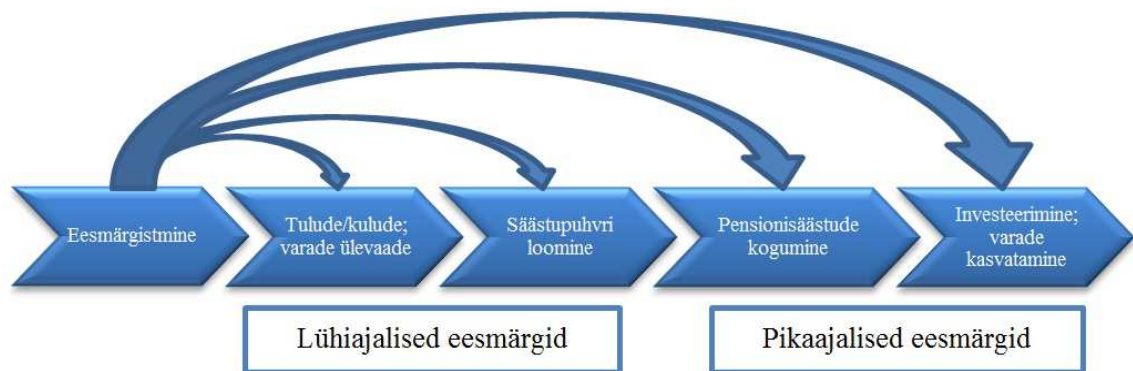 Eesmärgistmine
Tulude/kulude;
varade ülevaade
Säästupuhvri
loomine
Pensionisäästude
kogumine
Investeerimine;
varade
kasvatamine
Lühiajalised eesmärgid
Pikaajalised eesmärgid